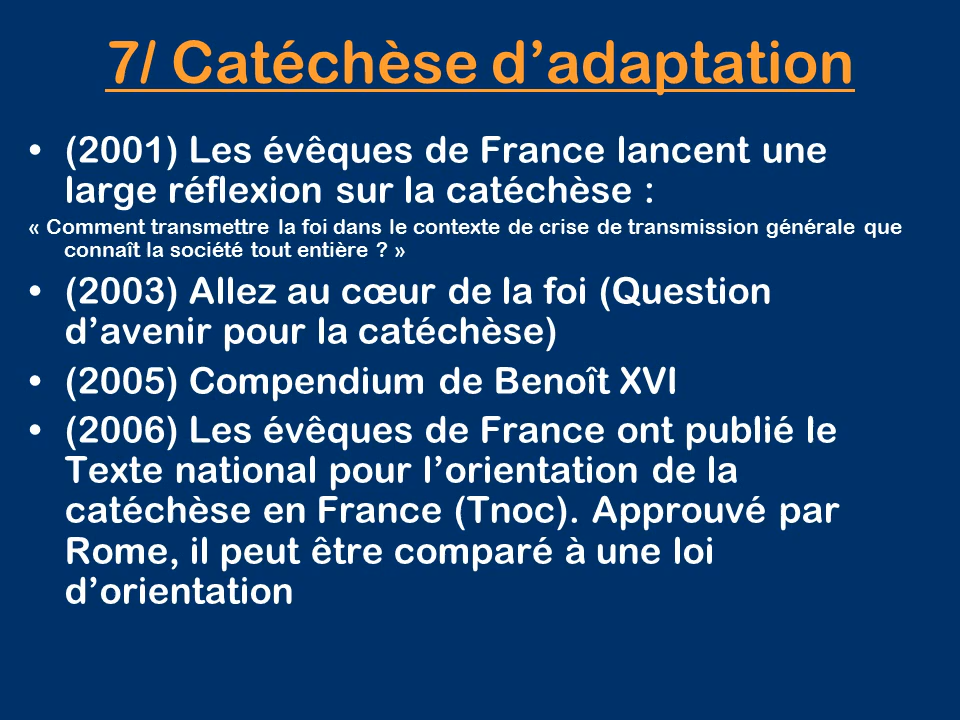 7/ Catéchèse d’adaptation
• (2001) Les évêques de France lancent une
large réflexion sur la catéchèse :
« Comment transmettre la foi dans le contexte de crise de transmission générale que
connaît la société tout entière ? »
• (2003) Allez au cœur de la foi (Question
d’avenir pour la catéchèse)
• (2005) Compendium de Benoît XVI
• (2006) Les évêques de France ont publié le
Texte national pour l’orientation de la
catéchèse en France (Tnoc). Approuvé par
Rome, il peut être comparé à une loi
d’orientation